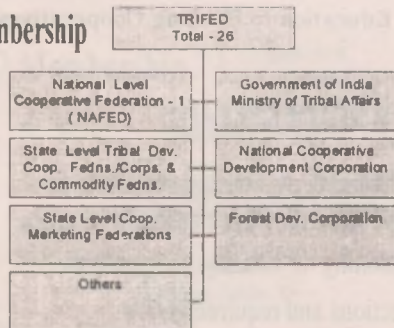 mbership
TRIFED
Total - 26
National Level
Cooperative Federation - 1
( NAFED)
Government of India
Ministry of Tribal Affairs
State Level Tribal Dev.
Coop. Fedns./Corps. &
Commodity Fedns.
National Cooperative
Development Corporation
State Level Coop.
Marketing Federations
Forest Dev. Corporation
Others